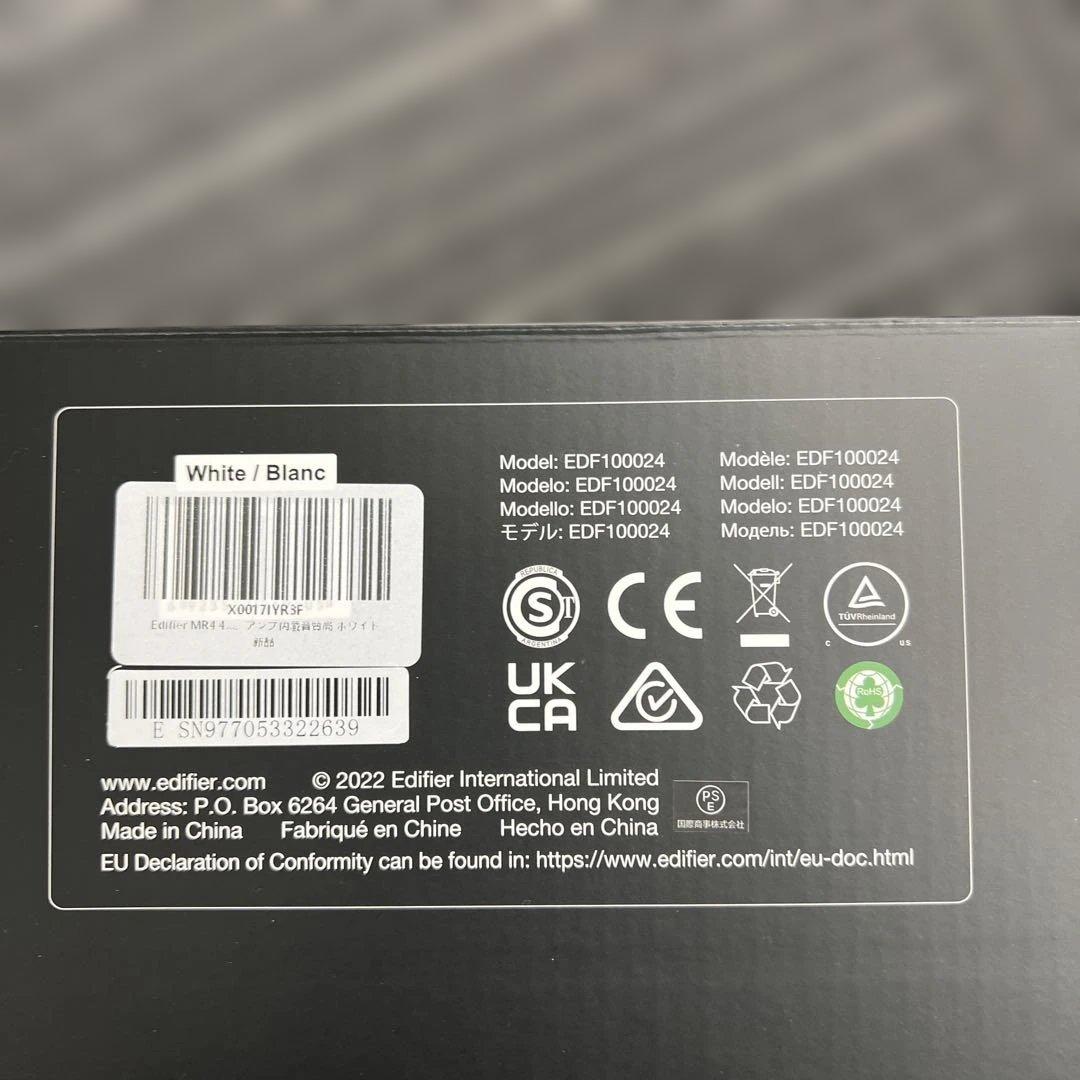 White / Blanc
X0017IYR3F
Edifier MR4 4... アンプ内蔵 ホワイト
新品
E SN977053322639
Model: EDF100024
Modelo: EDF100024
Modello: EDF100024
モデル: EDF100024
Modèle: EDF100024
Modell: EDF100024
Modelo: EDF100024
Модель: EDF100024
REPUBLICA
S T
ARGENTINA
CE
TÜVRheinland
C US
UK
CA
RoHS
www.edifier.com © 2022 Edifier International Limited
Address: P.O. Box 6264 General Post Office, Hong Kong
Made in China Fabriqué en Chine Hecho en China
PS
E
国際商事株式会社
EU Declaration of Conformity can be found in: https://www.edifier.com/int/eu-doc.html